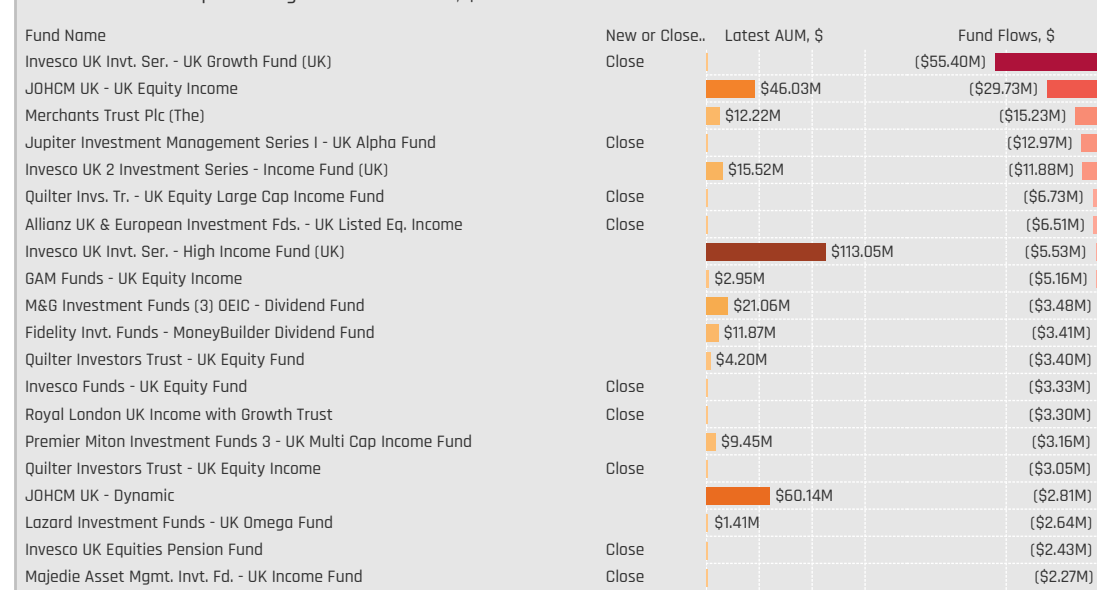 Fund Name New or Close.. Latest AUM, $ Fund Flows, $
Invesco UK Invt. Ser. - UK Growth Fund (UK) Close ($55.40M)
JOHCM UK - UK Equity Income $46.03M ($29.73M)
Merchants Trust Plc (The) $12.22M ($15.23M)
Jupiter Investment Management Series I - UK Alpha Fund Close ($12.97M)
Invesco UK 2 Investment Series - Income Fund (UK) $15.52M ($11.88M)
Quilter Invs. Tr. - UK Equity Large Cap Income Fund Close ($6.73M)
Allianz UK & European Investment Fds. - UK Listed Eq. Income Close ($6.51M)
Invesco UK Invt. Ser. - High Income Fund (UK) $113.05M ($5.53M)
GAM Funds - UK Equity Income $2.95M ($5.16M)
M&G Investment Funds (3) OEIC - Dividend Fund $21.06M ($3.48M)
Fidelity Invt. Funds - MoneyBuilder Dividend Fund $11.87M ($3.41M)
Quilter Investors Trust - UK Equity Fund $4.20M ($3.40M)
Invesco Funds - UK Equity Fund Close ($3.33M)
Royal London UK Income with Growth Trust Close ($3.30M)
Premier Miton Investment Funds 3 - UK Multi Cap Income Fund $9.45M ($3.16M)
Quilter Investors Trust - UK Equity Income Close ($3.05M)
JOHCM UK - Dynamic $60.14M ($2.81M)
Lazard Investment Funds - UK Omega Fund $1.41M ($2.64M)
Invesco UK Equities Pension Fund Close ($2.43M)
Majedie Asset Mgmt. Invt. Fd. - UK Income Fund Close ($2.27M)